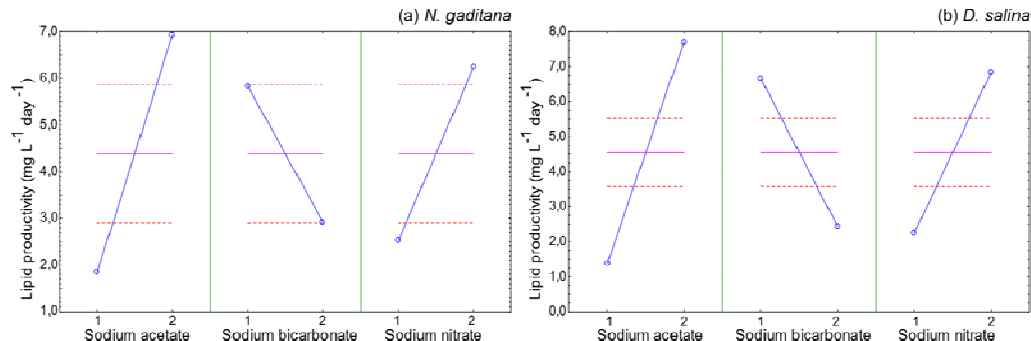 (a) N. gaditana
7,0
6,0
5,0
4,0
3,0
2,0
1,0
Lipid productivity (mg L-1 day -1)
1 2 1 2 1 2
Sodium acetate Sodium bicarbonate Sodium nitrate
(b) D. salina
8,0
7,0
6,0
5,0
4,0
3,0
2,0
1,0
0,0
Lipid productivity (mg L-1 day -1)
1 2 1 2 1 2
Sodium acetate Sodium bicarbonate Sodium nitrate